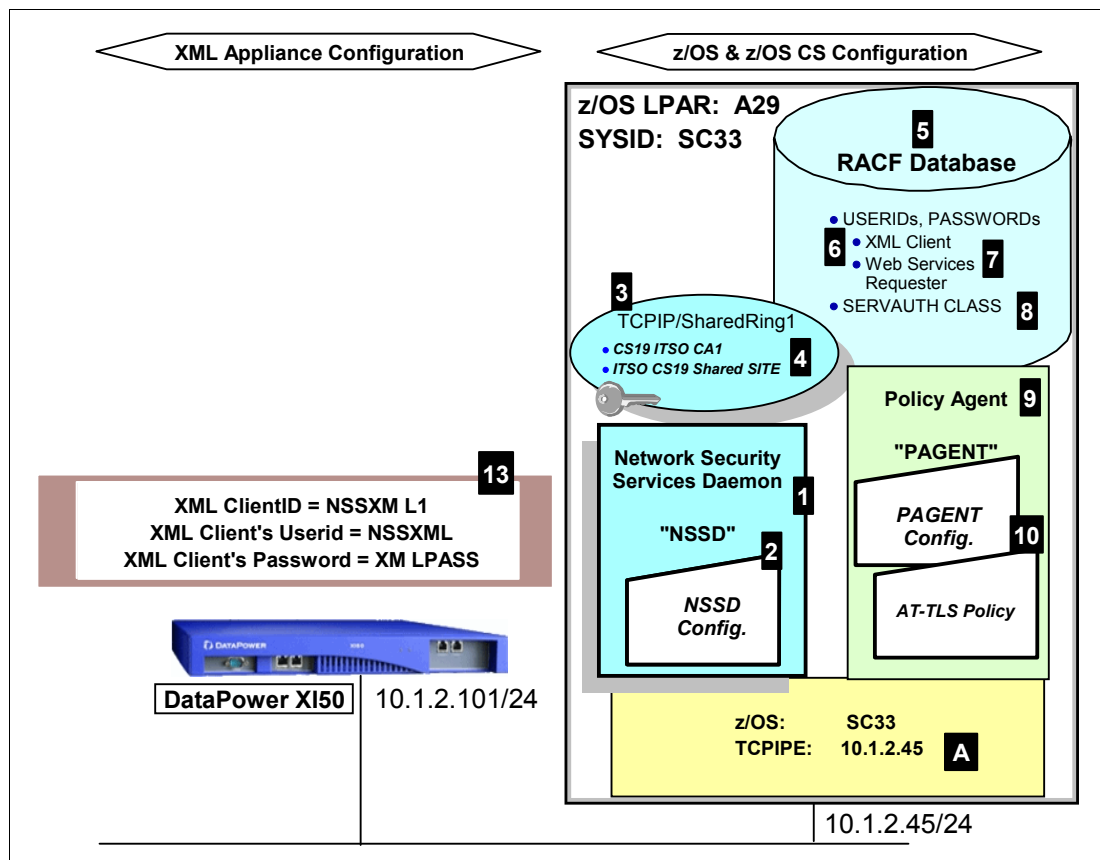 XML Appliance Configuration
z/OS & z/OS CS Configuration
z/OS LPAR: A29
SYSID: SC33
5
RACF Database
USERIDs, PASSWORDs
6
XML Client
Web Services
Requester
7
SERVAUTH CLASS
8
3
TCPIP/SharedRing1
CS19 ITSO CA1
ITSO CS19 Shared SITE
4
Policy Agent
9
"PAGENT"
PAGENT
Config.
10
AT-TLS Policy
Network Security
Services Daemon
1
"NSSD"
2
NSSD
Config.
13
XML ClientID = NSSXM L1
XML Client's Userid = NSSXML
XML Client's Password = XM LPASS
DATAPOWER
XI50
DataPower XI50
10.1.2.101/24
z/OS: SC33
TCPIPE: 10.1.2.45
A
10.1.2.45/24